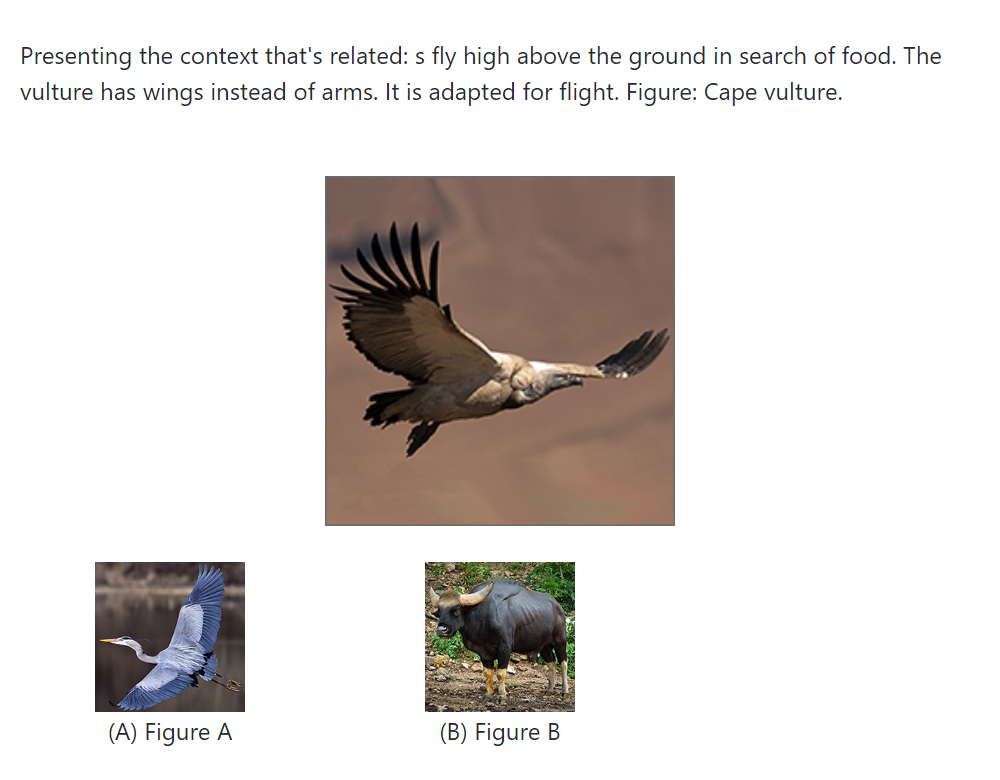 Presenting the context that's related: s fly high above the ground in search of food. The
vulture has wings instead of arms. It is adapted for flight. Figure: Cape vulture.
(A) Figure A
(B) Figure B